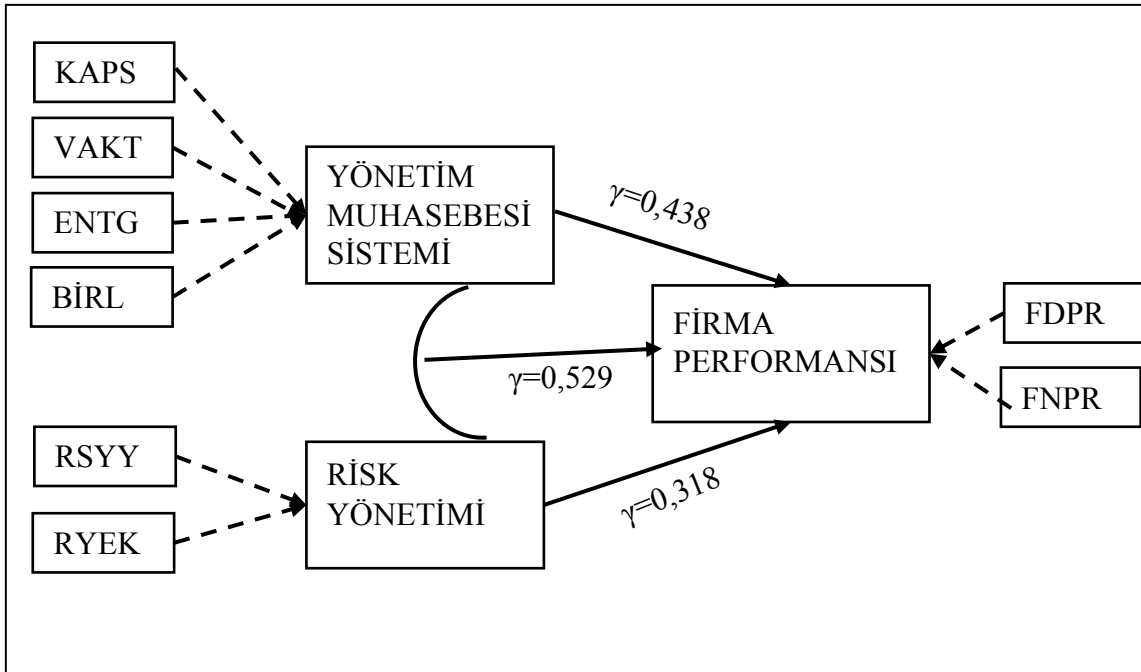 KAPS
VAKT
ENTG
BİRL
YÖNETİM
MUHASEBESİ
SİSTEMİ
γ=0,438
FİRMA
PERFORMANSI
γ=0,529
FDPR
FNPR
RSYY
RYEK
RİSK
YÖNETİMİ
γ=0,318